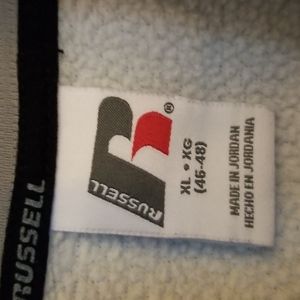 RUSSELL
®
RUSSELL
XL • XG
(46-48)
MADE IN JORDAN
HECHO EN JORDANIA